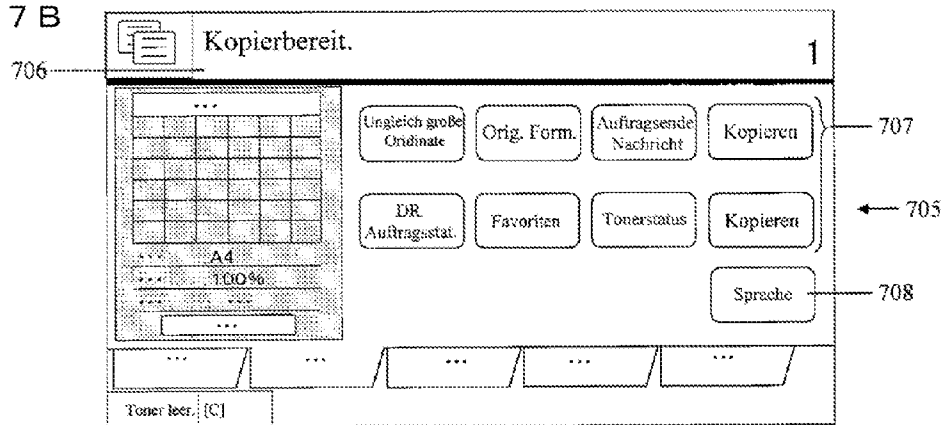 7 B
Kopierbereit.
1
706
...
Ungleich große
Oridinate
Orig. Form.
Auftragsende
Nachricht
Kopieren
707
DR.
Auftragsstat.
Favoriten
Tonerstatus
Kopieren
705
... A4
... 100%
... ...
...
Sprache
708
... ... ... ... ...
Toner leer. [C]